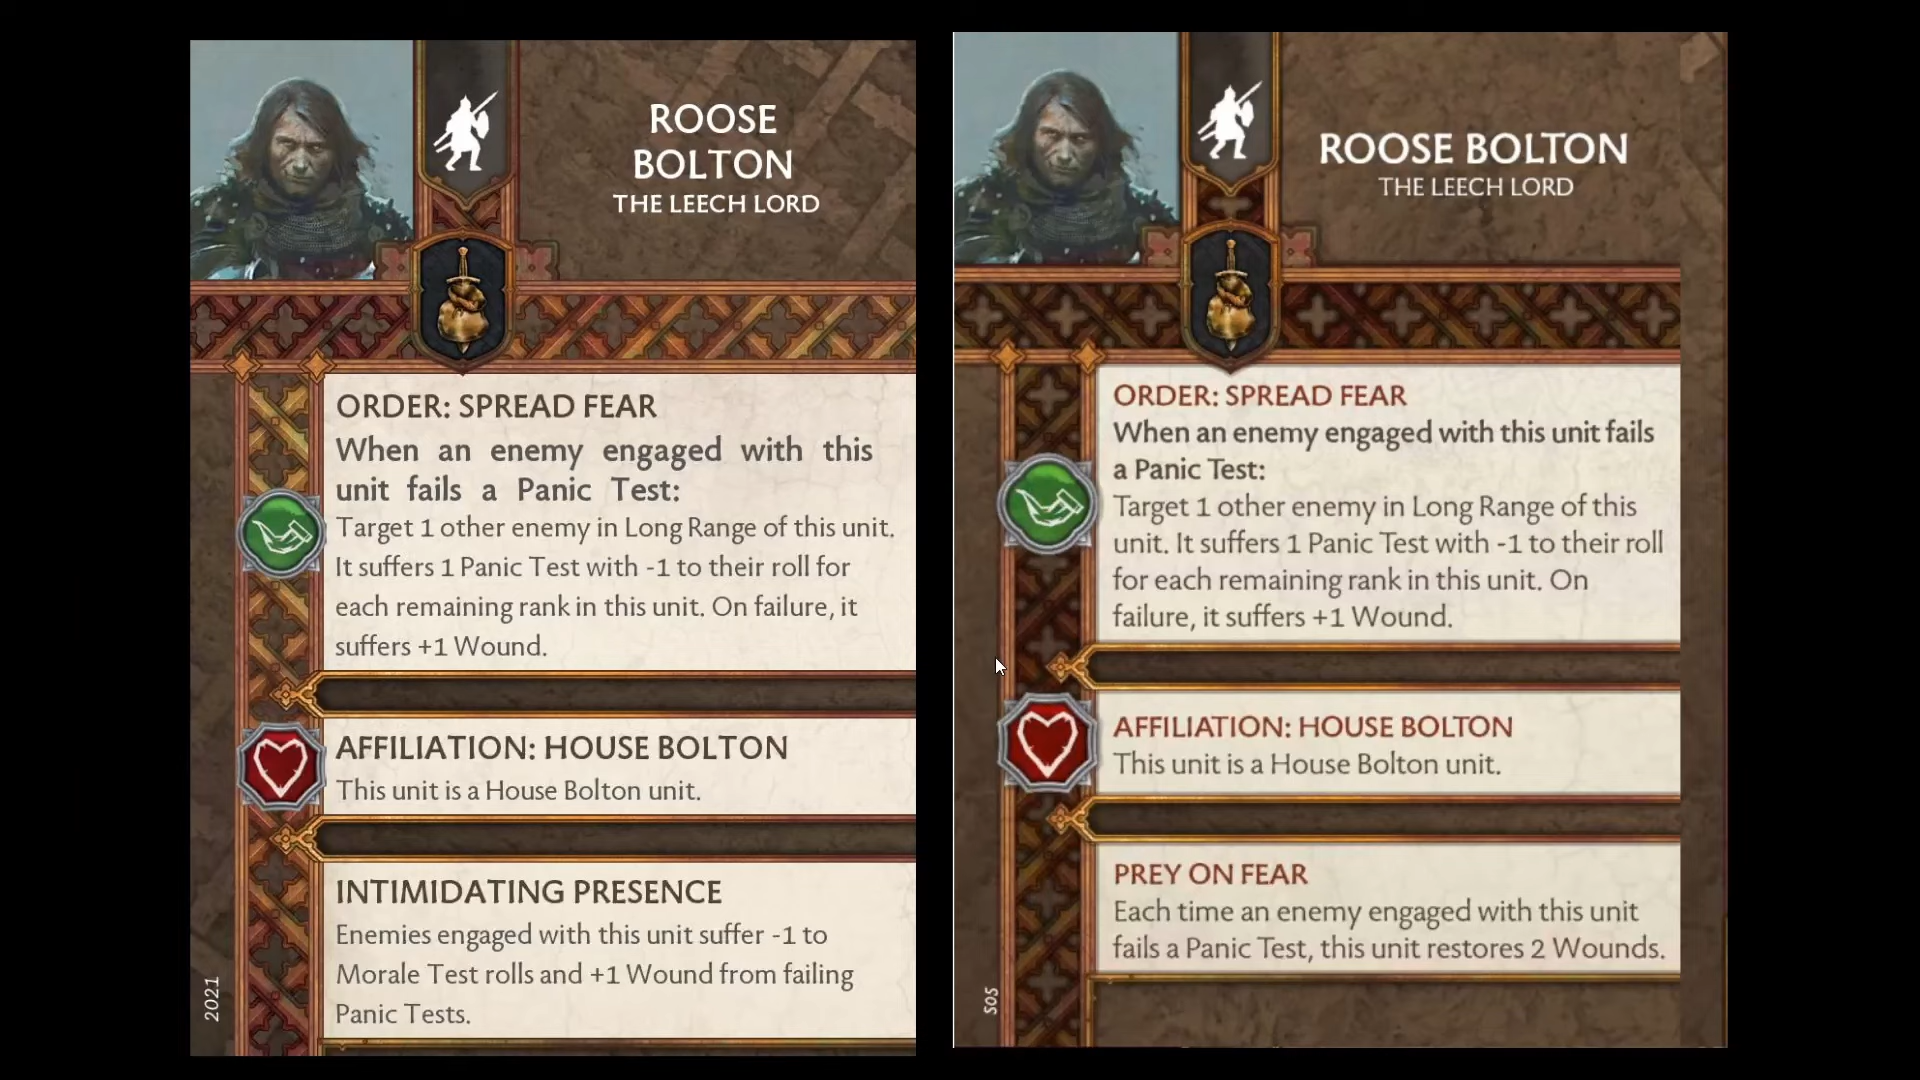 ROOSE
BOLTON
THE LEECH LORD
ORDER: SPREAD FEAR
When an enemy engaged with this
unit fails a Panic Test:
Target 1 other enemy in Long Range of this unit.
It suffers 1 Panic Test with -1 to their roll for
each remaining rank in this unit. On failure, it
suffers +1 Wound.
AFFILIATION: HOUSE BOLTON
This unit is a House Bolton unit.
INTIMIDATING PRESENCE
Enemies engaged with this unit suffer -1 to
Morale Test rolls and +1 Wound from failing
Panic Tests.
2021
ROOSE BOLTON
THE LEECH LORD
ORDER: SPREAD FEAR
When an enemy engaged with this unit fails
a Panic Test:
Target 1 other enemy in Long Range of this
unit. It suffers 1 Panic Test with -1 to their roll
for each remaining rank in this unit. On
failure, it suffers +1 Wound.
AFFILIATION: HOUSE BOLTON
This unit is a House Bolton unit.
PREY ON FEAR
Each time an enemy engaged with this unit
fails a Panic Test, this unit restores 2 Wounds.
S05